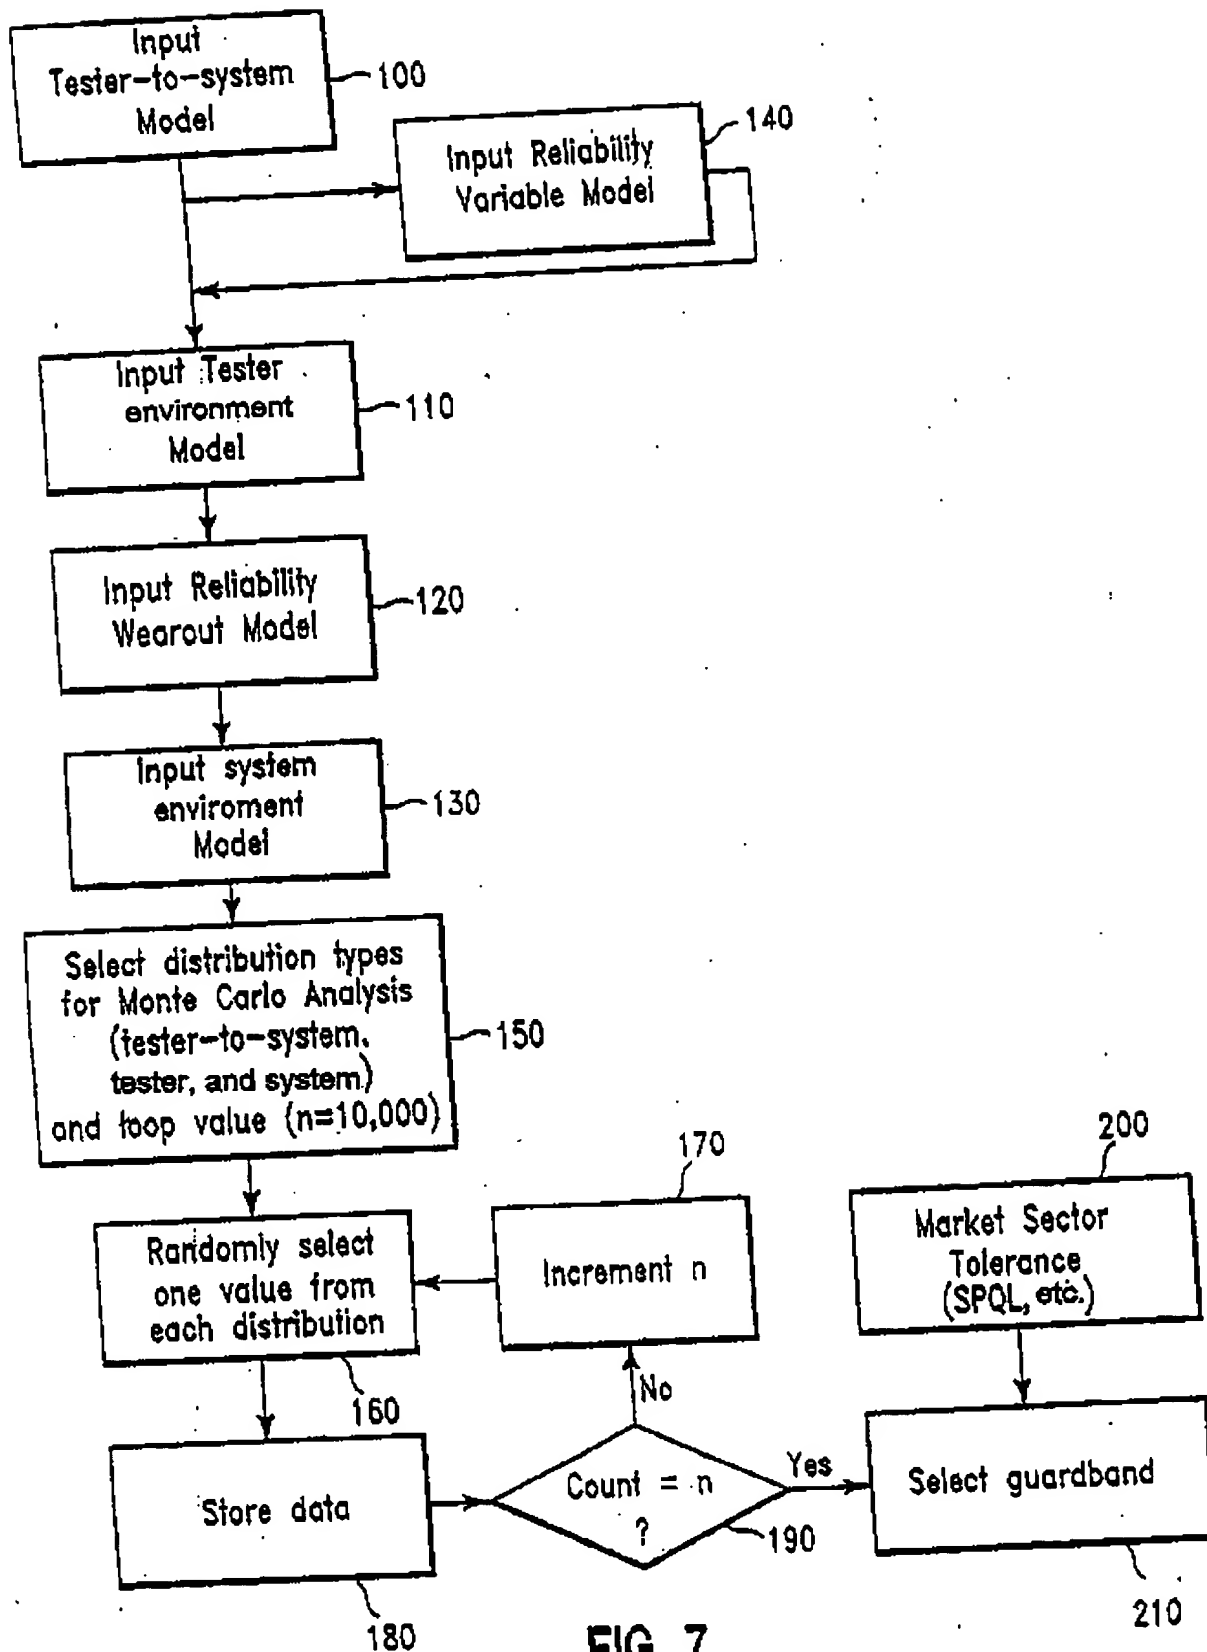 Input
Tester-to-system
Model
100
Input Reliability
Variable Model
140
Input Tester
environment
Model
110
Input Reliability
Wearout Model
120
Input system
enviroment
Model
130
Select distribution types
for Monte Carlo Analysis
(tester-to-system,
tester, and system)
and loop value (n=10,000)
150
Randomly select
one value from
each distribution
160
Increment n
170
Market Sector
Tolerance
(SPQL, etc.)
200
Store data
180
Count = n
?
190
No
Yes
Select guardband
210
FIG. 7